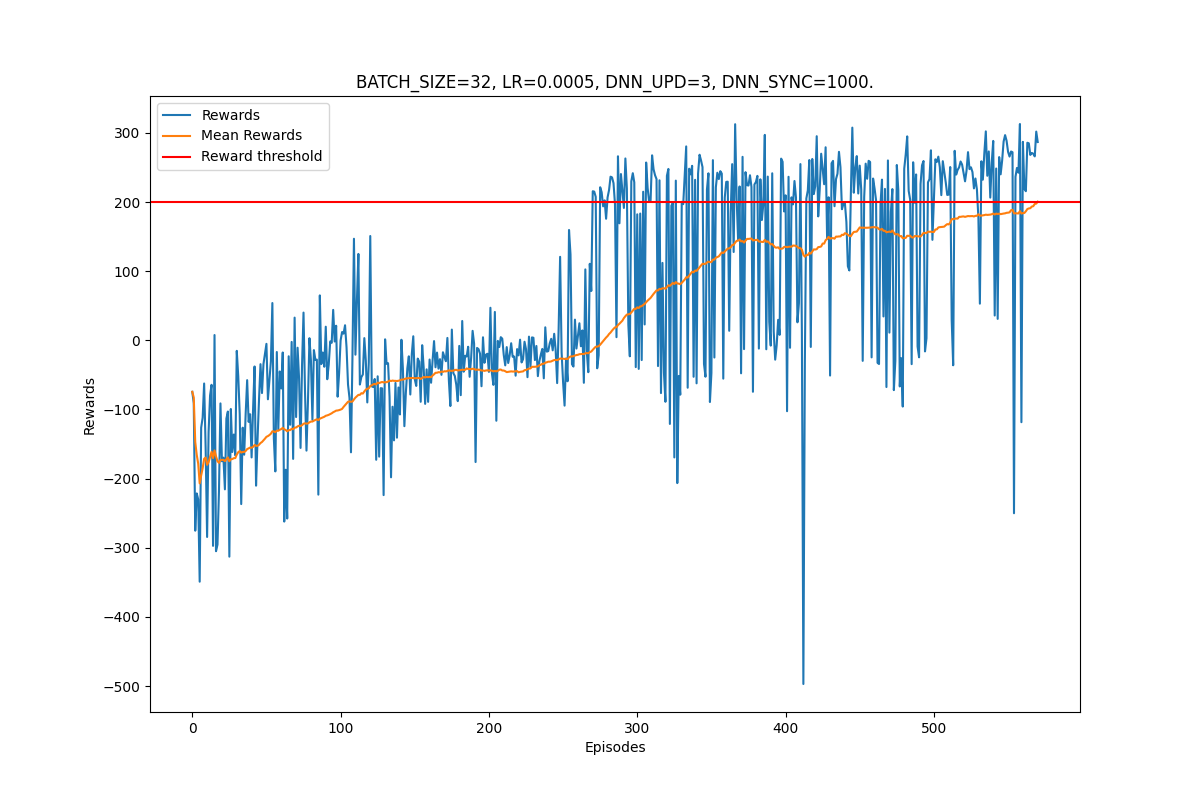 BATCH_SIZE=32, LR=0.0005, DNN_UPD=3, DNN_SYNC=1000.
Rewards
Mean Rewards
Reward threshold
300
200
100
0
−100
−200
−300
−400
−500
Rewards
0 100 200 300 400 500
Episodes